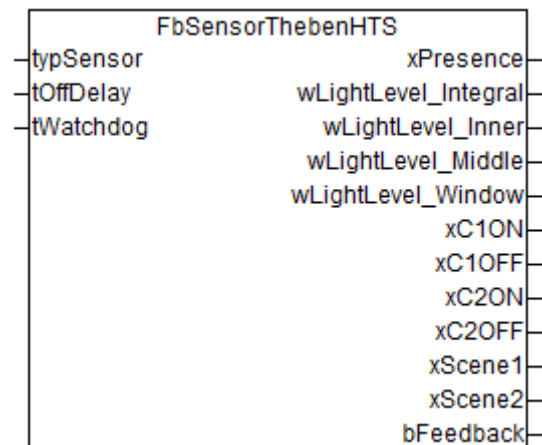 FbSensorThebenHTS
typSensor xPresence
tOffDelay wLightLevel_Integral
tWatchdog wLightLevel_Inner
wLightLevel_Middle
wLightLevel_Window
xC1ON
xC1OFF
xC2ON
xC2OFF
xScene1
xScene2
bFeedback